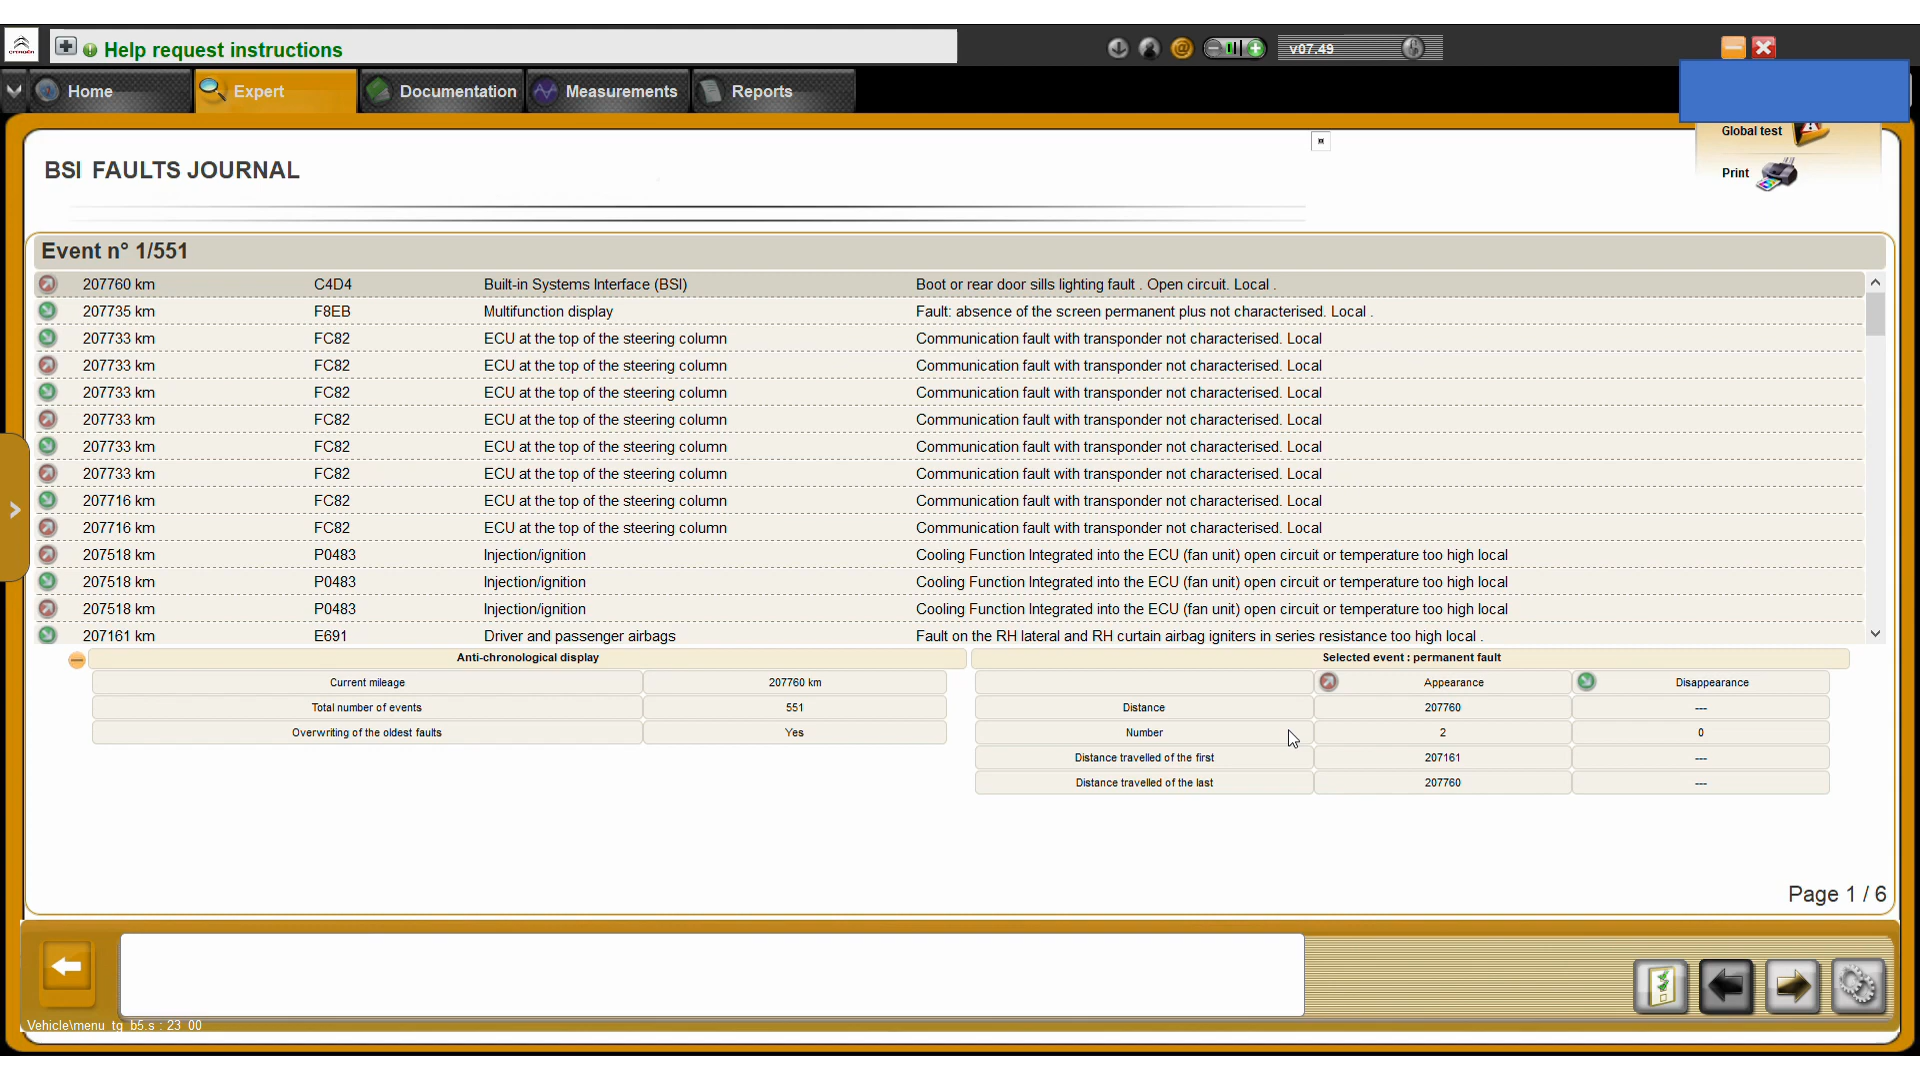 Help request instructions
v07.49
Home
Expert
Documentation
Measurements
Reports
Global test
Print
BSI FAULTS JOURNAL
Event n° 1/551
207760 km C4D4 Built-in Systems Interface (BSI) Boot or rear door sills lighting fault . Open circuit. Local .
207735 km F8EB Multifunction display Fault: absence of the screen permanent plus not characterised. Local .
207733 km FC82 ECU at the top of the steering column Communication fault with transponder not characterised. Local
207733 km FC82 ECU at the top of the steering column Communication fault with transponder not characterised. Local
207733 km FC82 ECU at the top of the steering column Communication fault with transponder not characterised. Local
207733 km FC82 ECU at the top of the steering column Communication fault with transponder not characterised. Local
207733 km FC82 ECU at the top of the steering column Communication fault with transponder not characterised. Local
207733 km FC82 ECU at the top of the steering column Communication fault with transponder not characterised. Local
207716 km FC82 ECU at the top of the steering column Communication fault with transponder not characterised. Local
207716 km FC82 ECU at the top of the steering column Communication fault with transponder not characterised. Local
207518 km P0483 Injection/ignition Cooling Function Integrated into the ECU (fan unit) open circuit or temperature too high local
207518 km P0483 Injection/ignition Cooling Function Integrated into the ECU (fan unit) open circuit or temperature too high local
207518 km P0483 Injection/ignition Cooling Function Integrated into the ECU (fan unit) open circuit or temperature too high local
207161 km E691 Driver and passenger airbags Fault on the RH lateral and RH curtain airbag igniters in series resistance too high local .
Anti-chronological display
Current mileage 207760 km
Total number of events 551
Overwriting of the oldest faults Yes
Selected event : permanent fault
Appearance Disappearance
Distance 207760 ---
Number 2 0
Distance travelled of the first 207161 ---
Distance travelled of the last 207760 ---
Page 1 / 6
Vehicle\menu_tg_b5.s : 23_00